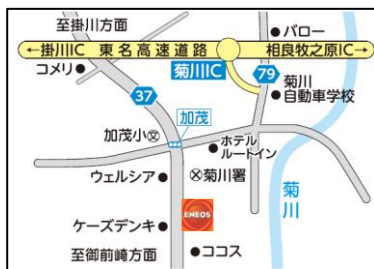 至掛川方面
バロー
←掛川IC 東名高速道路 相良牧之原IC→
コメリ
菊川IC
79
菊川
自動車学校
37
加茂
加茂小文
ホテル
ルートイン
ウェルシア
菊川署
菊川
ケーズデンキ
ENEOS
至御前崎方面
ココス